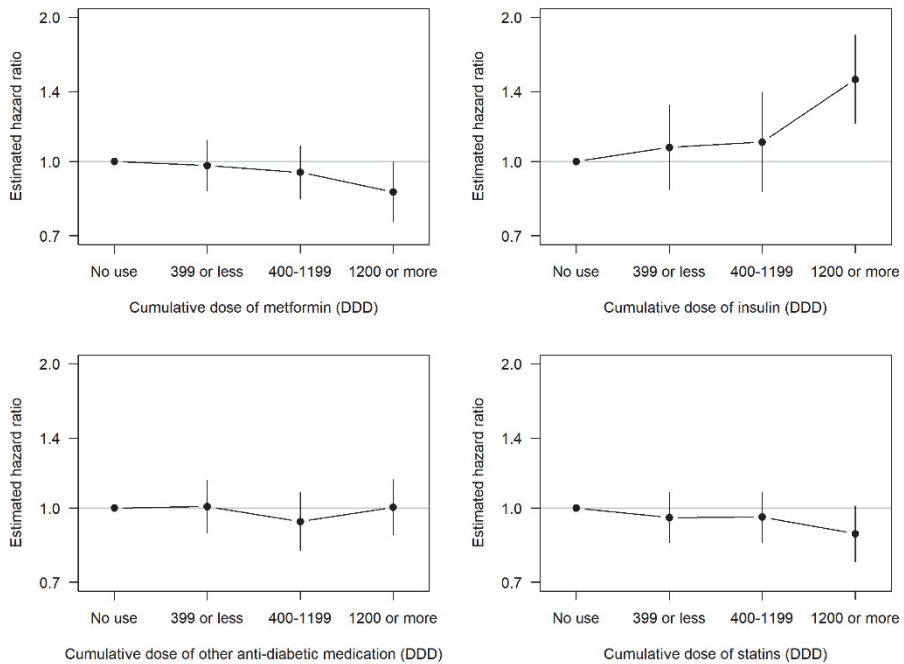 2.0
1.4
1.0
0.7
Estimated hazard ratio
No use 399 or less 400-1199 1200 or more
Cumulative dose of metformin (DDD)
2.0
1.4
1.0
0.7
Estimated hazard ratio
No use 399 or less 400-1199 1200 or more
Cumulative dose of insulin (DDD)
2.0
1.4
1.0
0.7
Estimated hazard ratio
No use 399 or less 400-1199 1200 or more
Cumulative dose of other anti-diabetic medication (DDD)
2.0
1.4
1.0
0.7
Estimated hazard ratio
No use 399 or less 400-1199 1200 or more
Cumulative dose of statins (DDD)